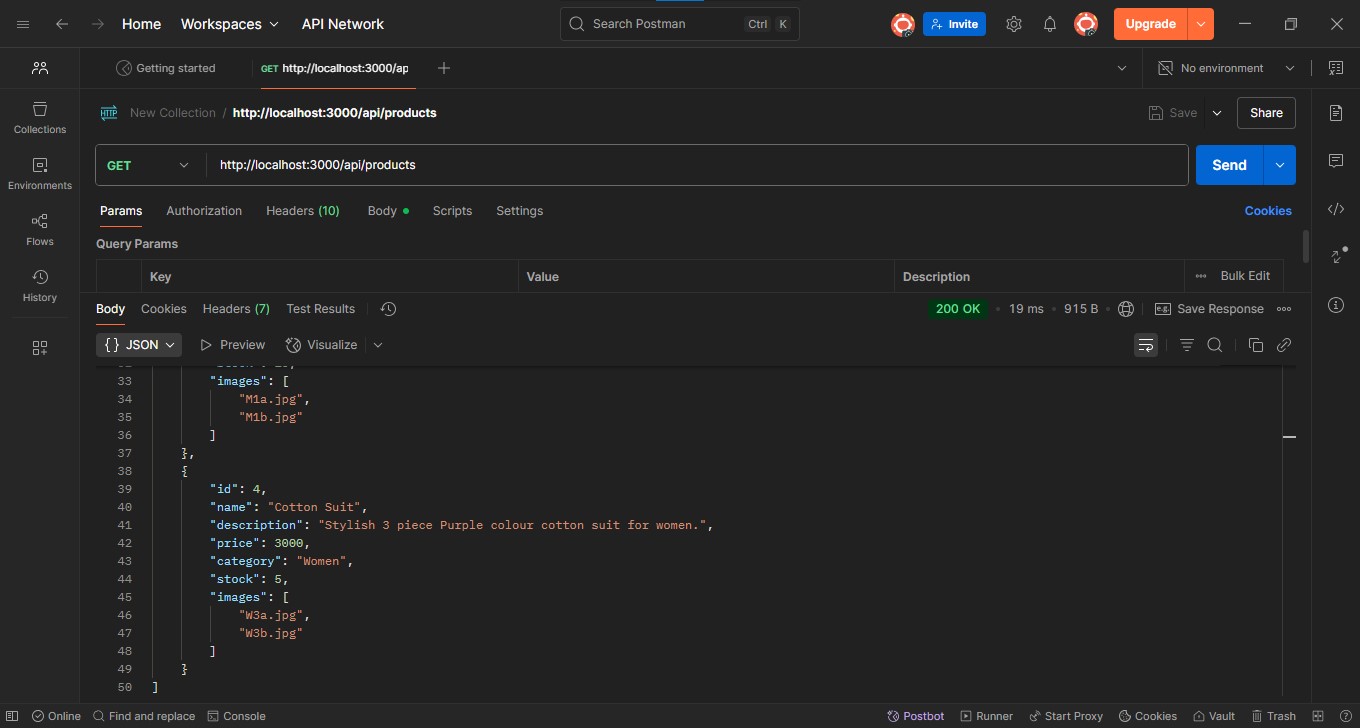 Home Workspaces API Network Search Postman Ctrl K Invite Upgrade
Getting started GET http://localhost:3000/ap No environment
HTTP New Collection / http://localhost:3000/api/products Save Share
Collections
GET http://localhost:3000/api/products Send
Environments
Params Authorization Headers (10) Body Scripts Settings Cookies
Flows
Query Params
Key Value Description Bulk Edit
History
Body Cookies Headers (7) Test Results 200 OK 19 ms 915 B e.g. Save Response
{} JSON Preview Visualize
33 "images": [
34 "M1a.jpg",
35 "M1b.jpg"
36 ]
37 },
38 {
39 "id": 4,
40 "name": "Cotton Suit",
41 "description": "Stylish 3 piece Purple colour cotton suit for women.",
42 "price": 3000,
43 "category": "Women",
44 "stock": 5,
45 "images": [
46 "W3a.jpg",
47 "W3b.jpg"
48 ]
49 }
50 ]
Online Find and replace Console Postbot Runner Start Proxy Cookies Vault Trash